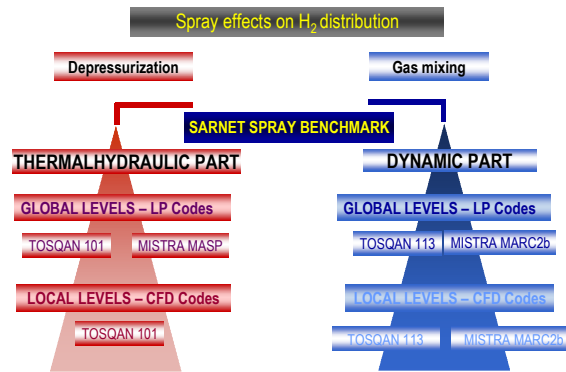 Spray effects on H2 distribution
Depressurization
Gas mixing
SARNET SPRAY BENCHMARK
THERMALHYDRAULIC PART
DYNAMIC PART
GLOBAL LEVELS – LP Codes
GLOBAL LEVELS – LP Codes
TOSQAN 101
MISTRA MASP
TOSQAN 113
MISTRA MARC2b
LOCAL LEVELS – CFD Codes
LOCAL LEVELS – CFD Codes
TOSQAN 101
TOSQAN 113
MISTRA MARC2b